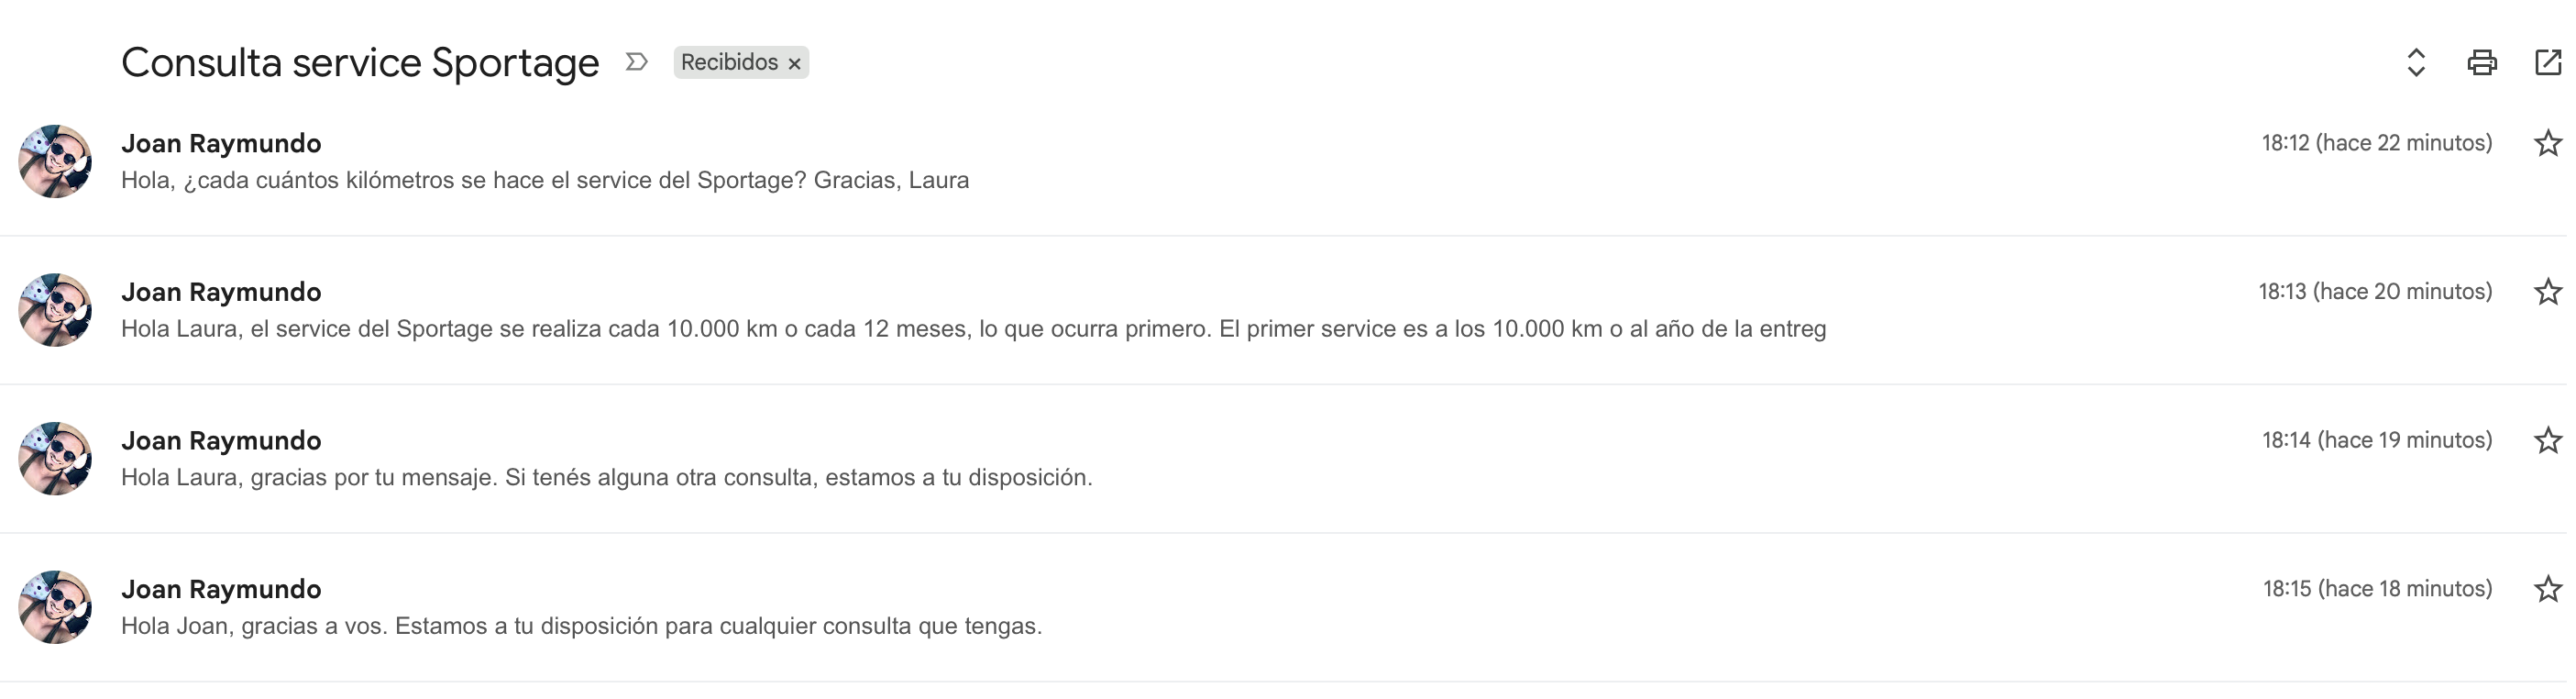 Consulta service Sportage Recibidos ×
Joan Raymundo 18:12 (hace 22 minutos)
Hola, ¿cada cuántos kilómetros se hace el service del Sportage? Gracias, Laura
Joan Raymundo 18:13 (hace 20 minutos)
Hola Laura, el service del Sportage se realiza cada 10.000 km o cada 12 meses, lo que ocurra primero. El primer service es a los 10.000 km o al año de la entreg
Joan Raymundo 18:14 (hace 19 minutos)
Hola Laura, gracias por tu mensaje. Si tenés alguna otra consulta, estamos a tu disposición.
Joan Raymundo 18:15 (hace 18 minutos)
Hola Joan, gracias a vos. Estamos a tu disposición para cualquier consulta que tengas.